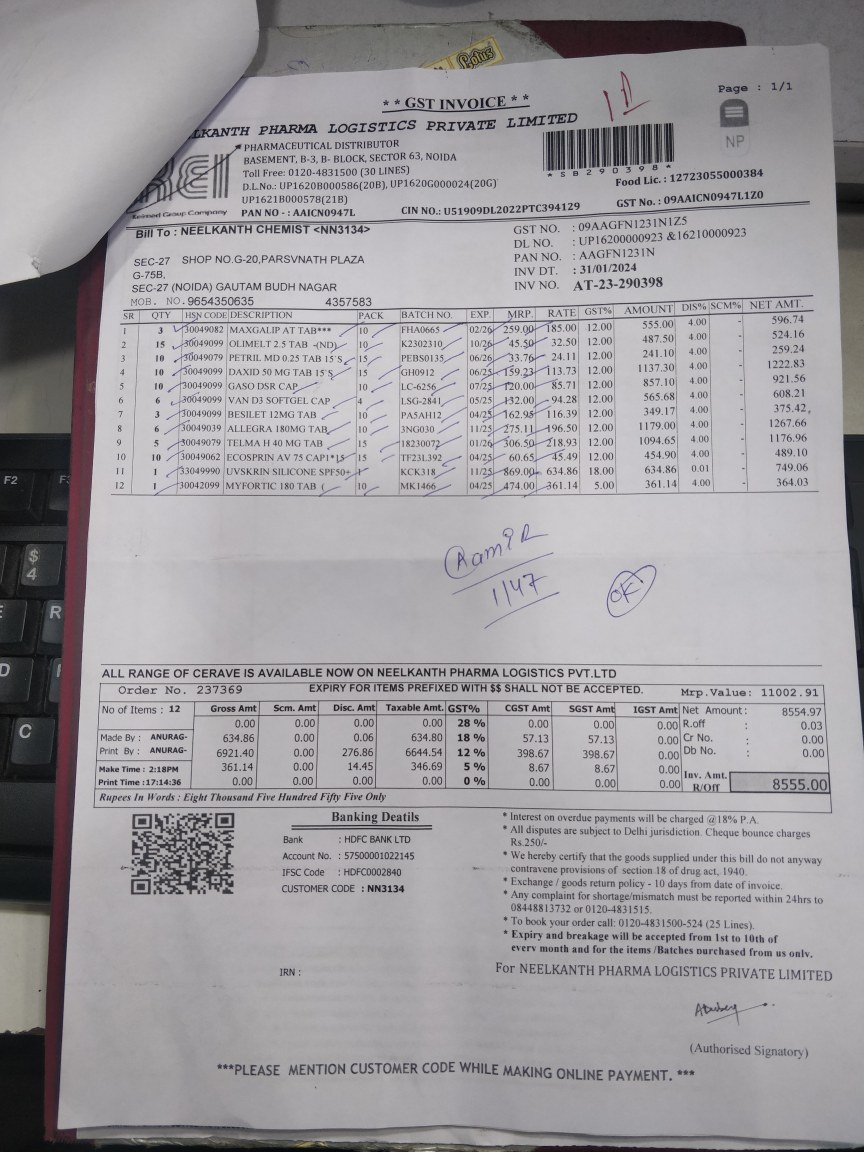 Lotus
* * GST INVOICE * *
Page : 1/1
ELKANTH PHARMA LOGISTICS PRIVATE LIMITED
PHARMACEUTICAL DISTRIBUTOR
BASEMENT, B-3, B- BLOCK, SECTOR 63, NOIDA
Toll Free: 0120-4831500 (30 LINES)
D.L.No.: UP1620B000586(20B), UP1620G000024(20G)
UP1621B000578(21B)
PAN NO - : AAICN0947L
CIN NO.: U51909DL2022PTC394129
*SB290398*
NP
Food Lic. : 12723055000384
GST No. : 09AAICN0947L1Z0
REI
Keimed Group Company
Bill To : NEELKANTH CHEMIST <NN3134>
SEC-27 SHOP NO.G-20,PARSVNATH PLAZA
G-75B,
SEC-27 (NOIDA) GAUTAM BUDH NAGAR
MOB. NO.9654350635 4357583
GST NO. : 09AAGFN1231N1Z5
DL NO. : UP16200000923 &16210000923
PAN NO. : AAGFN1231N
INV DT. : 31/01/2024
INV NO. AT-23-290398
SR QTY HSN CODE DESCRIPTION PACK BATCH NO. EXP. MRP. RATE GST% AMOUNT DIS% SCM% NET AMT.
1 3 30049082 MAXGALIP AT TAB*** 10 FHA0665 02/26 259.00 185.00 12.00 555.00 4.00 - 596.74
2 15 30049099 OLIMELT 2.5 TAB -(ND) 10 K2302310 10/26 45.50 32.50 12.00 487.50 4.00 - 524.16
3 10 30049079 PETRIL MD 0.25 TAB 15'S 15 PEBS0135 06/26 33.76 24.11 12.00 241.10 4.00 - 259.24
4 10 30049099 DAXID 50 MG TAB 15'S 15 GH0912 06/25 159.23 113.73 12.00 1137.30 4.00 - 1222.83
5 10 30049099 GASO DSR CAP 10 LC-6256 07/25 120.00 85.71 12.00 857.10 4.00 - 921.56
6 6 30049099 VAN D3 SOFTGEL CAP 4 LSG-2841 05/25 132.00 94.28 12.00 565.68 4.00 - 608.21
7 3 30049099 BESILET 12MG TAB 10 PA5AH12 04/25 162.95 116.39 12.00 349.17 4.00 - 375.42
8 6 30049039 ALLEGRA 180MG TAB 10 3NG030 11/25 275.11 196.50 12.00 1179.00 4.00 - 1267.66
9 5 30049079 TELMA H 40 MG TAB 15 18230072 01/26 306.50 218.93 12.00 1094.65 4.00 - 1176.96
10 10 30049062 ECOSPRIN AV 75 CAP1*15 15 TF23L392 04/25 60.65 45.49 12.00 454.90 4.00 - 489.10
11 1 33049990 UVSKRIN SILICONE SPF50+ 1 KCK318 11/25 869.00 634.86 18.00 634.86 0.01 - 749.06
12 1 30042099 MYFORTIC 180 TAB ( 10 MK1466 04/25 474.00 361.14 5.00 361.14 4.00 - 364.03
1147
OK
ALL RANGE OF CERAVE IS AVAILABLE NOW ON NEELKANTH PHARMA LOGISTICS PVT.LTD
Order No. 237369 EXPIRY FOR ITEMS PREFIXED WITH $$ SHALL NOT BE ACCEPTED. Mrp.Value: 11002.91
No of Items : 12 Gross Amt Scm. Amt Disc. Amt Taxable Amt. GST% CGST Amt SGST Amt IGST Amt Net Amount: 8554.97
0.00 0.00 0.00 0.00 28 % 0.00 0.00 0.00 R.off : 0.03
Made By : ANURAG- 634.86 0.00 0.06 634.80 18 % 57.13 57.13 0.00 Cr No. : 0.00
Print By : ANURAG- 6921.40 0.00 276.86 6644.54 12 % 398.67 398.67 0.00 Db No. : 0.00
Make Time : 2:18PM 361.14 0.00 14.45 346.69 5 % 8.67 8.67 0.00
Print Time :17:14:36 0.00 0.00 0.00 0.00 0 % 0.00 0.00 0.00 Inv. Amt. R/Off 8555.00
Rupees In Words : Eight Thousand Five Hundred Fifty Five Only
Banking Deatils
Bank : HDFC BANK LTD
Account No. : 57500001022145
IFSC Code : HDFC0002840
CUSTOMER CODE : NN3134
* Interest on overdue payments will be charged @18% P.A.
* All disputes are subject to Delhi jurisdiction. Cheque bounce charges
Rs.250/-
* We hereby certify that the goods supplied under this bill do not anyway
contravene provisions of section 18 of drug act, 1940.
* Exchange / goods return policy - 10 days from date of invoice.
* Any complaint for shortage/mismatch must be reported within 24hrs to
08448813732 or 0120-4831515.
* To book your order call: 0120-4831500-524 (25 Lines).
* Expiry and breakage will be accepted from 1st to 10th of
every month and for the items /Batches purchased from us only.
IRN :
For NEELKANTH PHARMA LOGISTICS PRIVATE LIMITED
(Authorised Signatory)
***PLEASE MENTION CUSTOMER CODE WHILE MAKING ONLINE PAYMENT. ***
F2
$
4
E
R
D
C